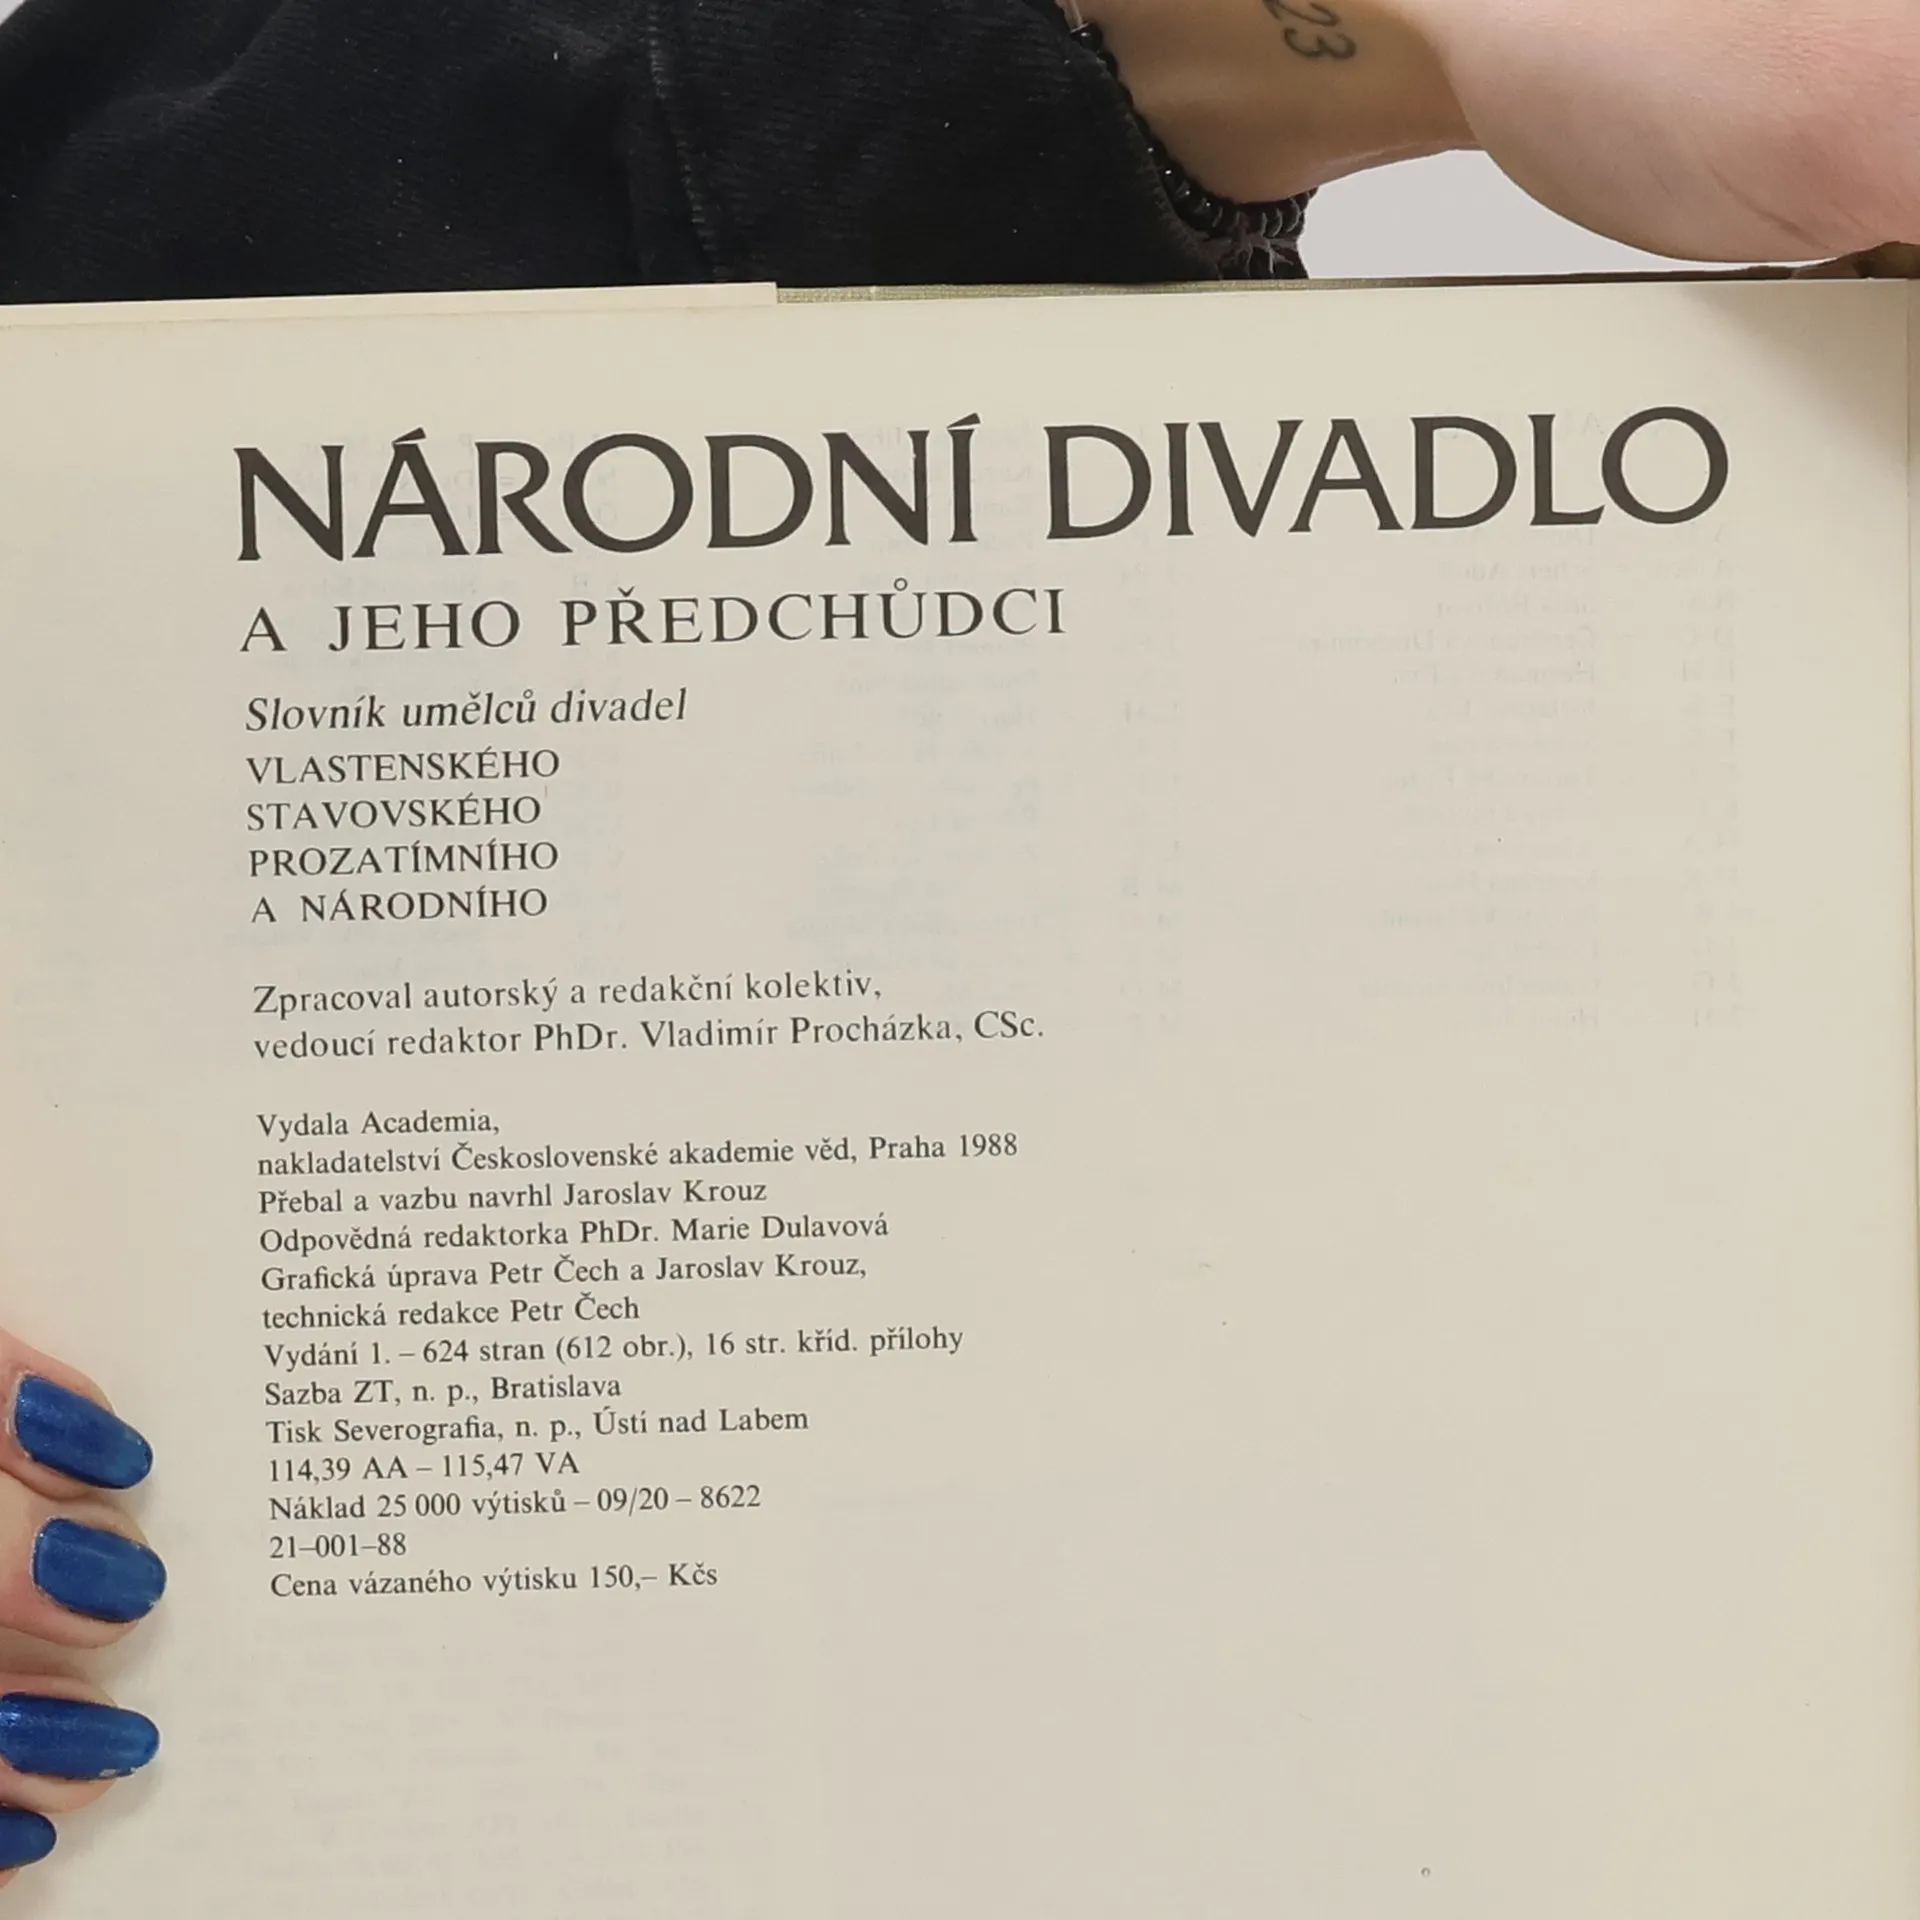 23
NÁRODNÍ DIVADLO
A JEHO PŘEDCHŮDCI
Slovník umělců divadel
VLASTENSKÉHO
STAVOVSKÉHO
PROZATÍMNÍHO
A NÁRODNÍHO
Zpracoval autorský a redakční kolektiv,
vedoucí redaktor PhDr. Vladimír Procházka, CSc.
Vydala Academia,
nakladatelství Československé akademie věd, Praha 1988
Přebal a vazbu navrhl Jaroslav Krouz
Odpovědná redaktorka PhDr. Marie Dulavová
Grafická úprava Petr Čech a Jaroslav Krouz,
technická redakce Petr Čech
Vydání 1. – 624 stran (612 obr.), 16 str. kříd. přílohy
Sazba ZT, n. p., Bratislava
Tisk Severografia, n. p., Ústí nad Labem
114,39 AA – 115,47 VA
Náklad 25 000 výtisků – 09/20 – 8622
21–001–88
Cena vázaného výtisku 150,– Kčs